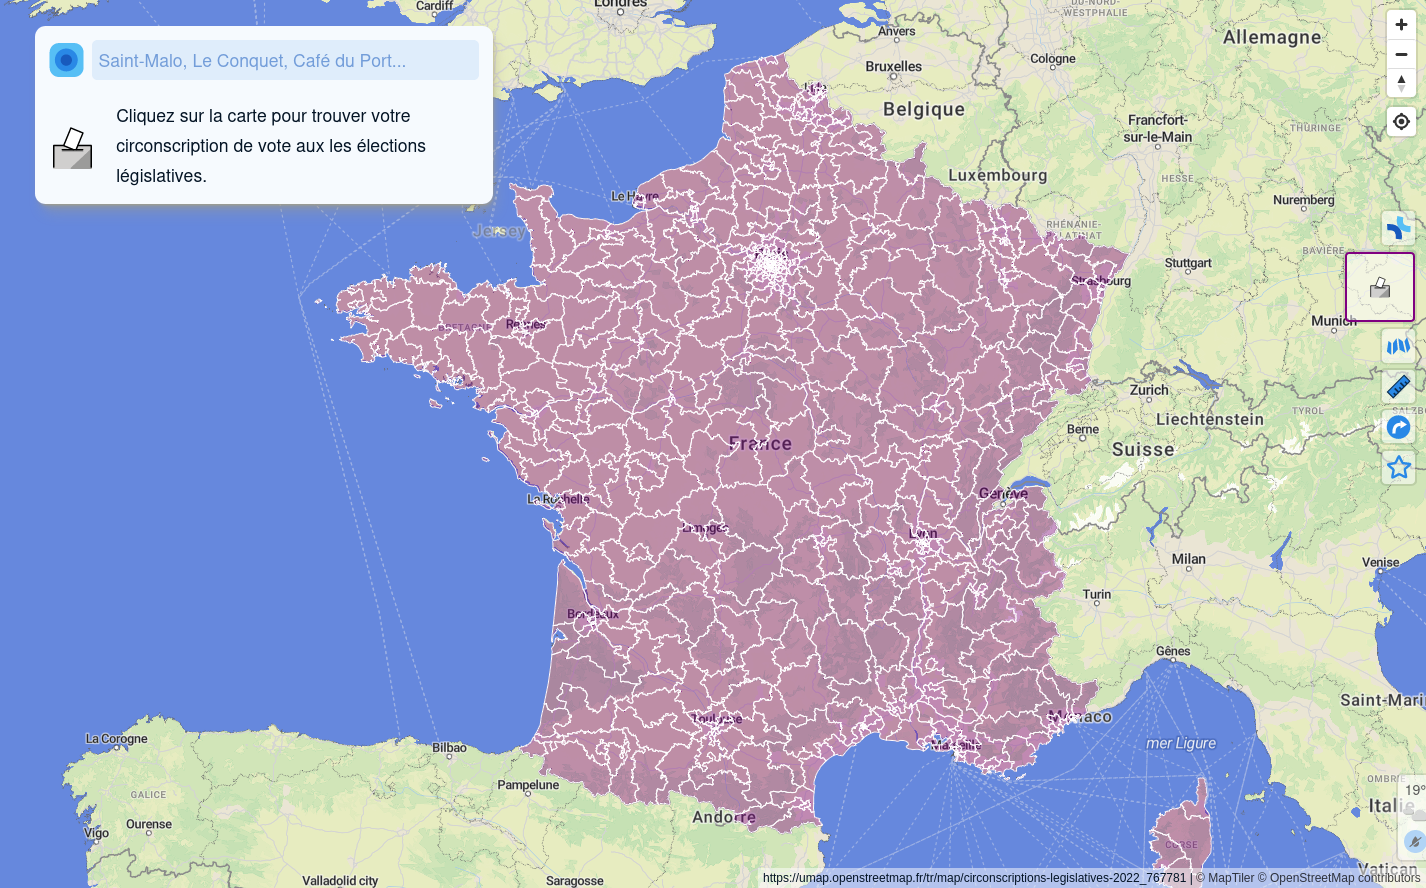 Saint-Malo, Le Conquet, Café du Port...
Cliquez sur la carte pour trouver votre
circonscription de vote aux les élections
législatives.
Cardiff
Londres
DU-NORD-
WESTPHALIE
Anvers
Allemagne
Cologne
Bruxelles
Lille
Belgique
Francfort-
sur-le-Main
THURINGE
Luxembourg
HESSE
Le Havre
Nuremberg
Jersey
RHÉNANIE-
PALATINAT
BAVIÈRE
Stuttgart
Strasbourg
BRETAGNE
Rennes
Munich
Zurich
Liechtenstein
TYROL
SALZBO
Berne
Suisse
France
Genève
La Rochelle
Limoges
Lyon
Milan
Venise
Turin
Bordeaux
Gênes
Saint-Mari
Toulouse
Monaco
La Corogne
Bilbao
Marseille
mer Ligure
Pampelune
OMBRIE
19°
GALICE
Italie
Vigo
Ourense
Andorre
CORSE
Vatican
Valladolid city
Saragosse
https://umap.openstreetmap.fr/tr/map/circonscriptions-legislatives-2022_767781 | © MapTiler © OpenStreetMap contributors